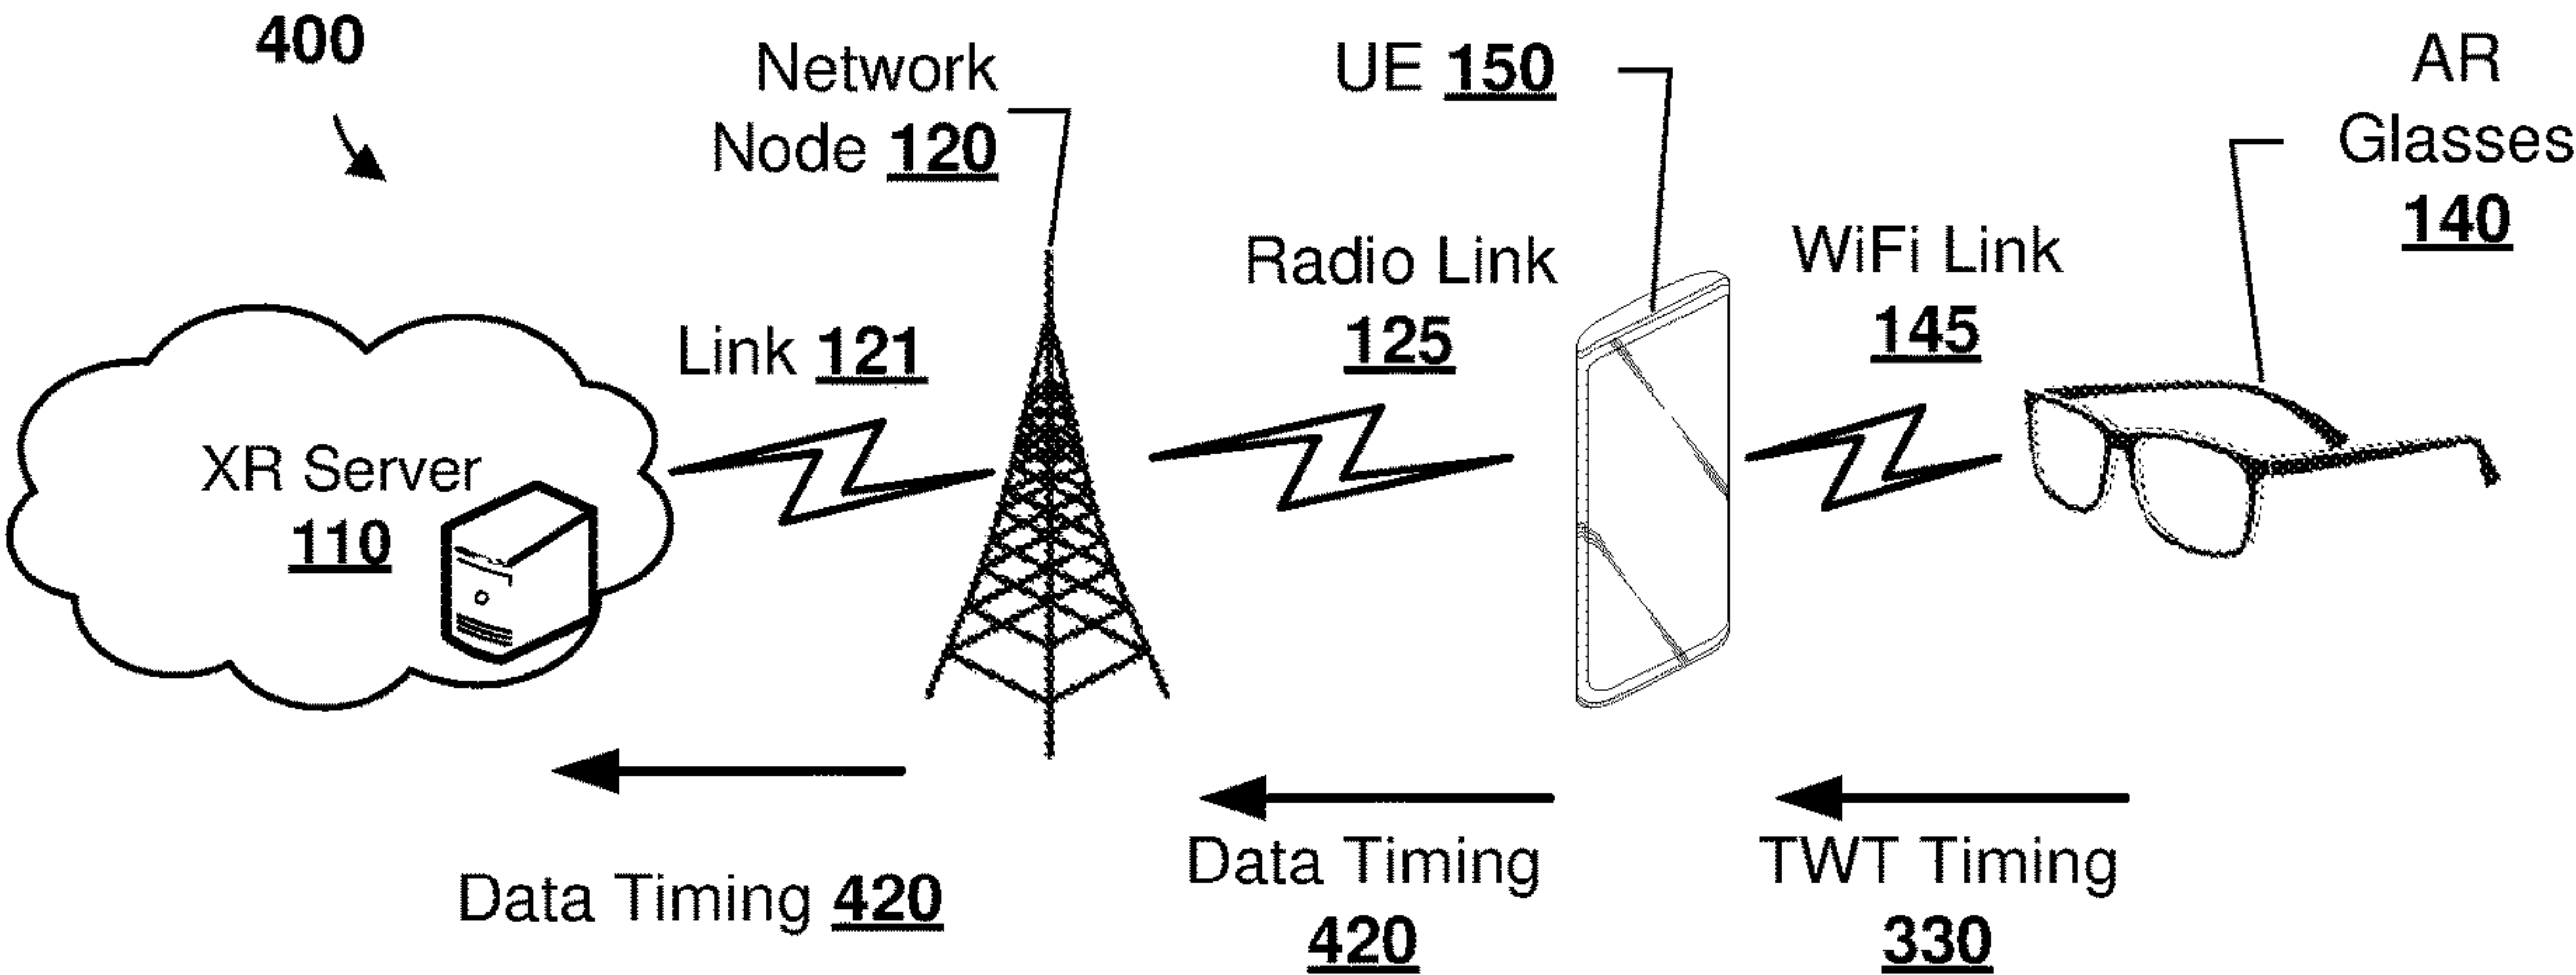 400
Network
Node 120
UE 150
AR
Glasses
140
Link 121
Radio Link
125
WiFi Link
145
XR Server
110
Data Timing 420
Data Timing
420
TWT Timing
330